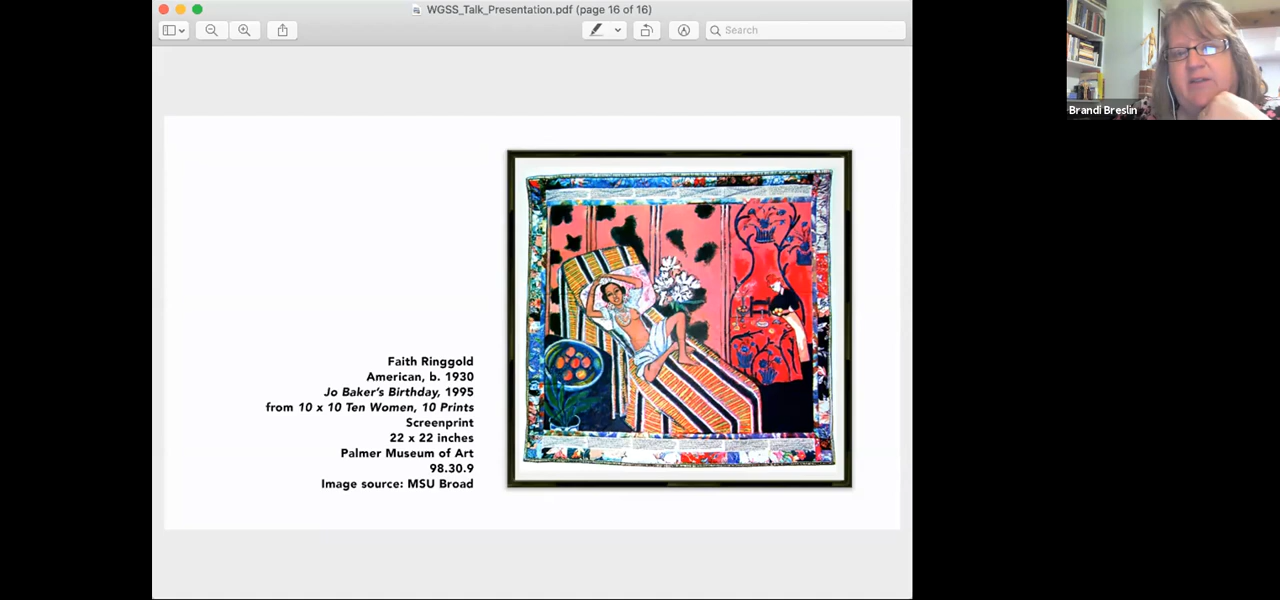 WGSS_Talk_Presentation.pdf (page 16 of 16)
Search
Brandi Breslin
Faith Ringgold
American, b. 1930
Jo Baker's Birthday, 1995
from 10 x 10 Ten Women, 10 Prints
Screenprint
22 x 22 inches
Palmer Museum of Art
98.30.9
Image source: MSU Broad